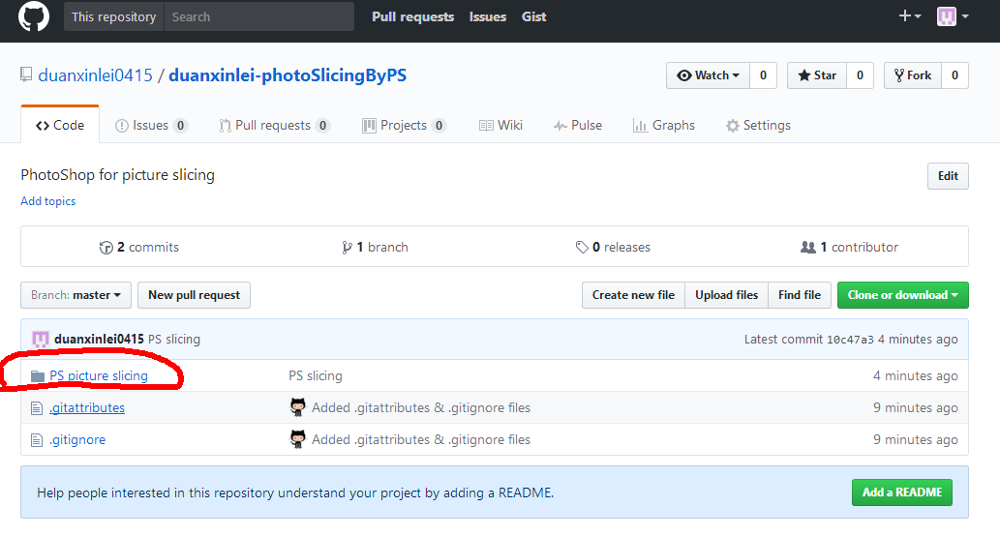 This repository Search Pull requests Issues Gist
duanxinlei0415 / duanxinlei-photoSlicingByPS Watch 0 Star 0 Fork 0
Code Issues 0 Pull requests 0 Projects 0 Wiki Pulse Graphs Settings
PhotoShop for picture slicing Edit
Add topics
2 commits 1 branch 0 releases 1 contributor
Branch: master New pull request Create new file Upload files Find file Clone or download
duanxinlei0415 PS slicing Latest commit 10c47a3 4 minutes ago
PS picture slicing PS slicing 4 minutes ago
.gitattributes Added .gitattributes & .gitignore files 9 minutes ago
.gitignore Added .gitattributes & .gitignore files 9 minutes ago
Help people interested in this repository understand your project by adding a README. Add a README